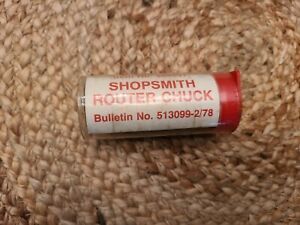 SHOPSMITH
ROUTER CHUCK
Bulletin No. 513099-2/78